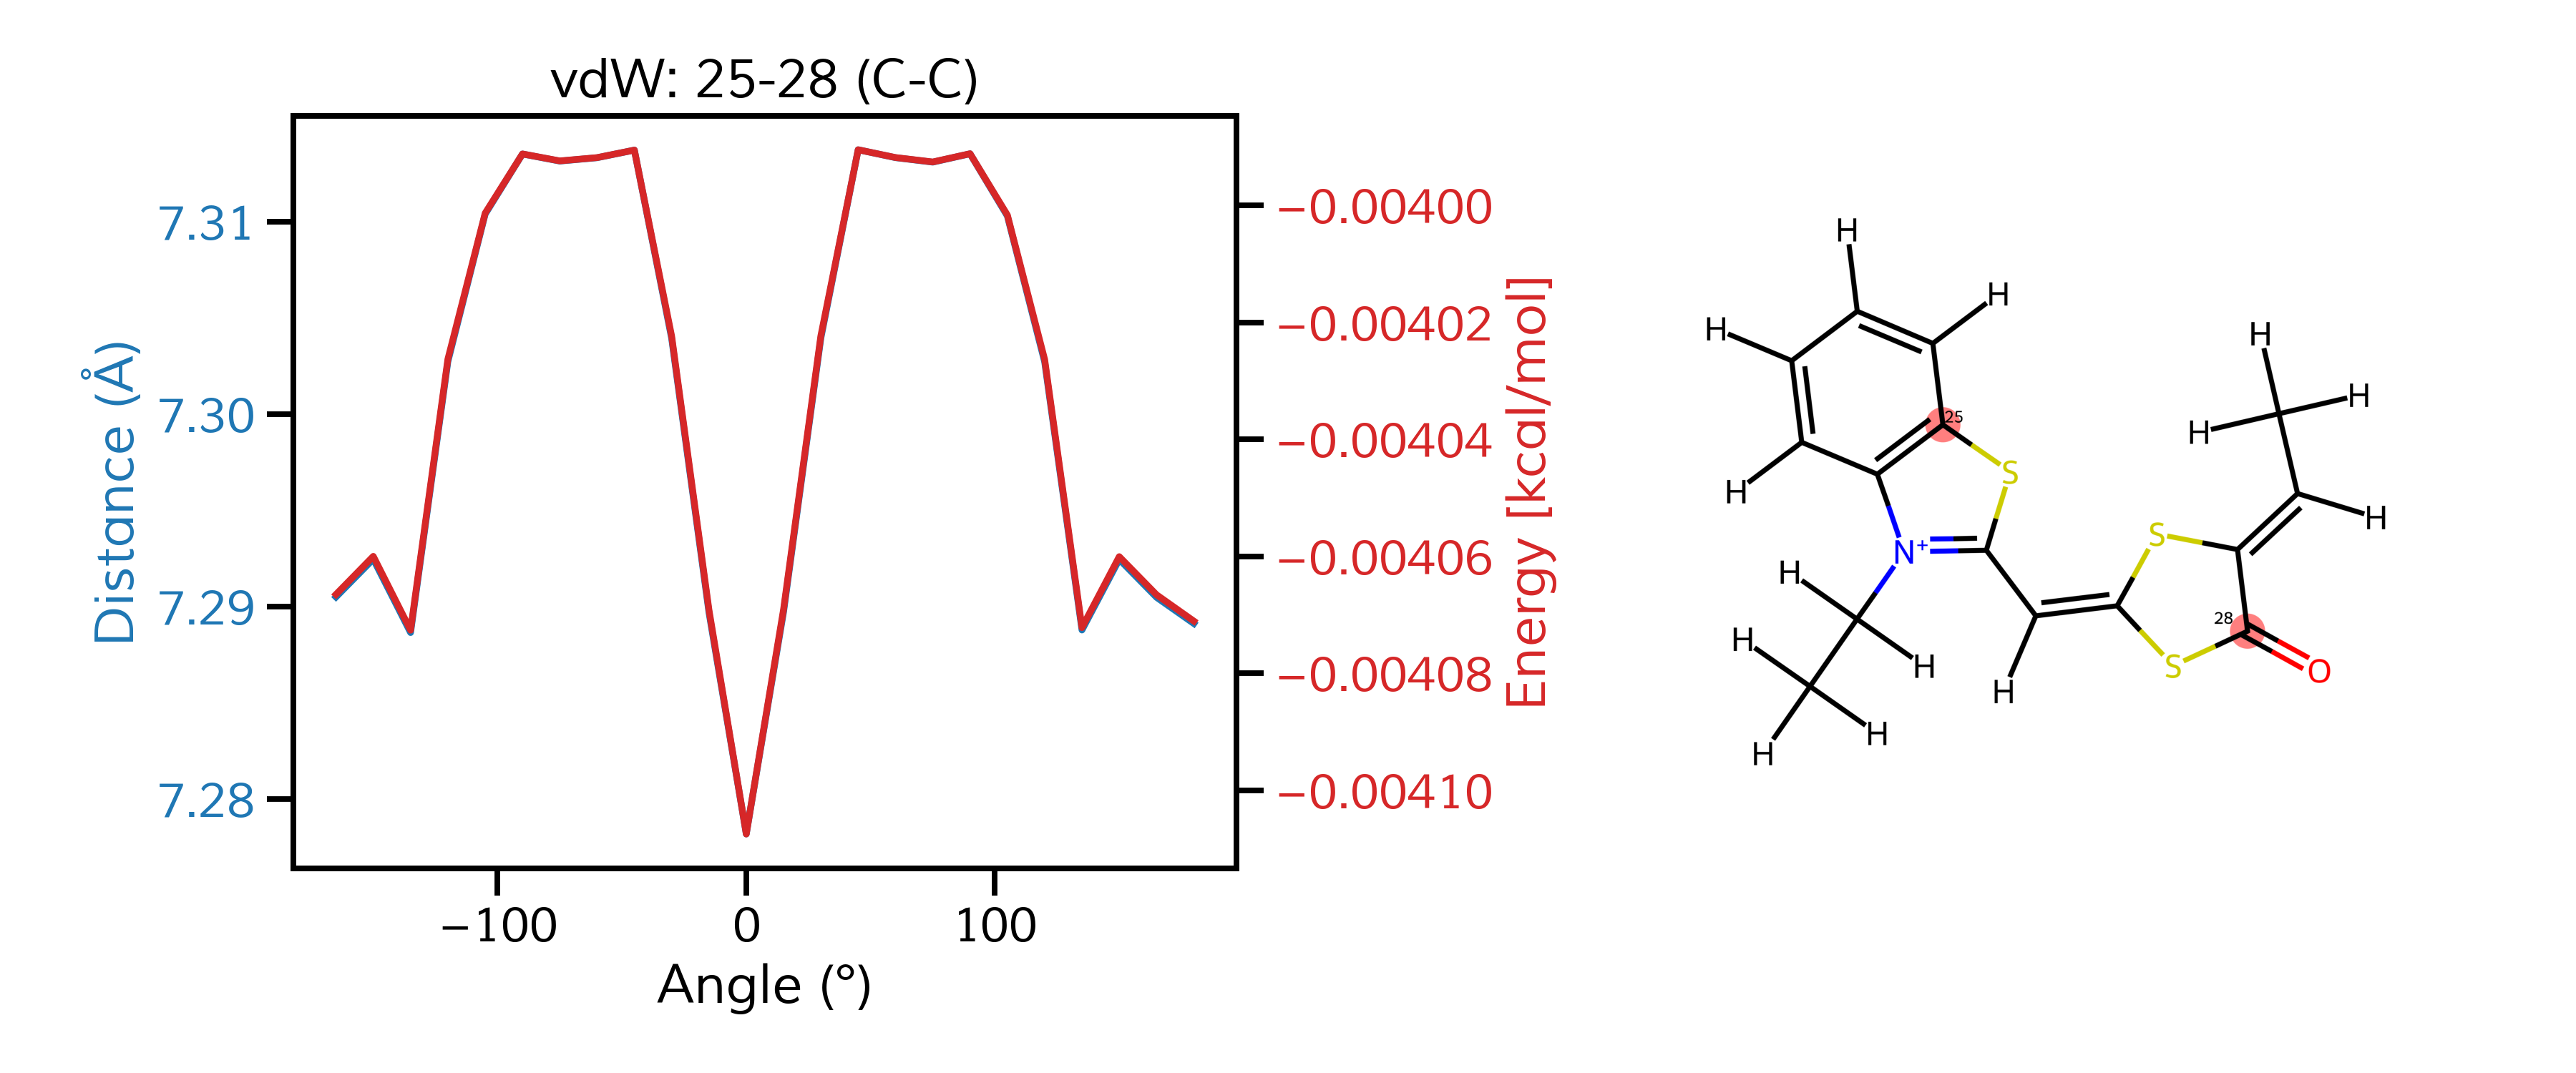 vdW: 25-28 (C-C)
7.31
7.30
7.29
7.28
Distance (Å)
−100
0
100
Angle (°)
−0.00400
−0.00402
−0.00404
−0.00406
−0.00408
−0.00410
Energy [kcal/mol]
H
H
H
H
H
H
H
25
S
H
S
H
N+
H
28
H
H
S
O
H
H
H